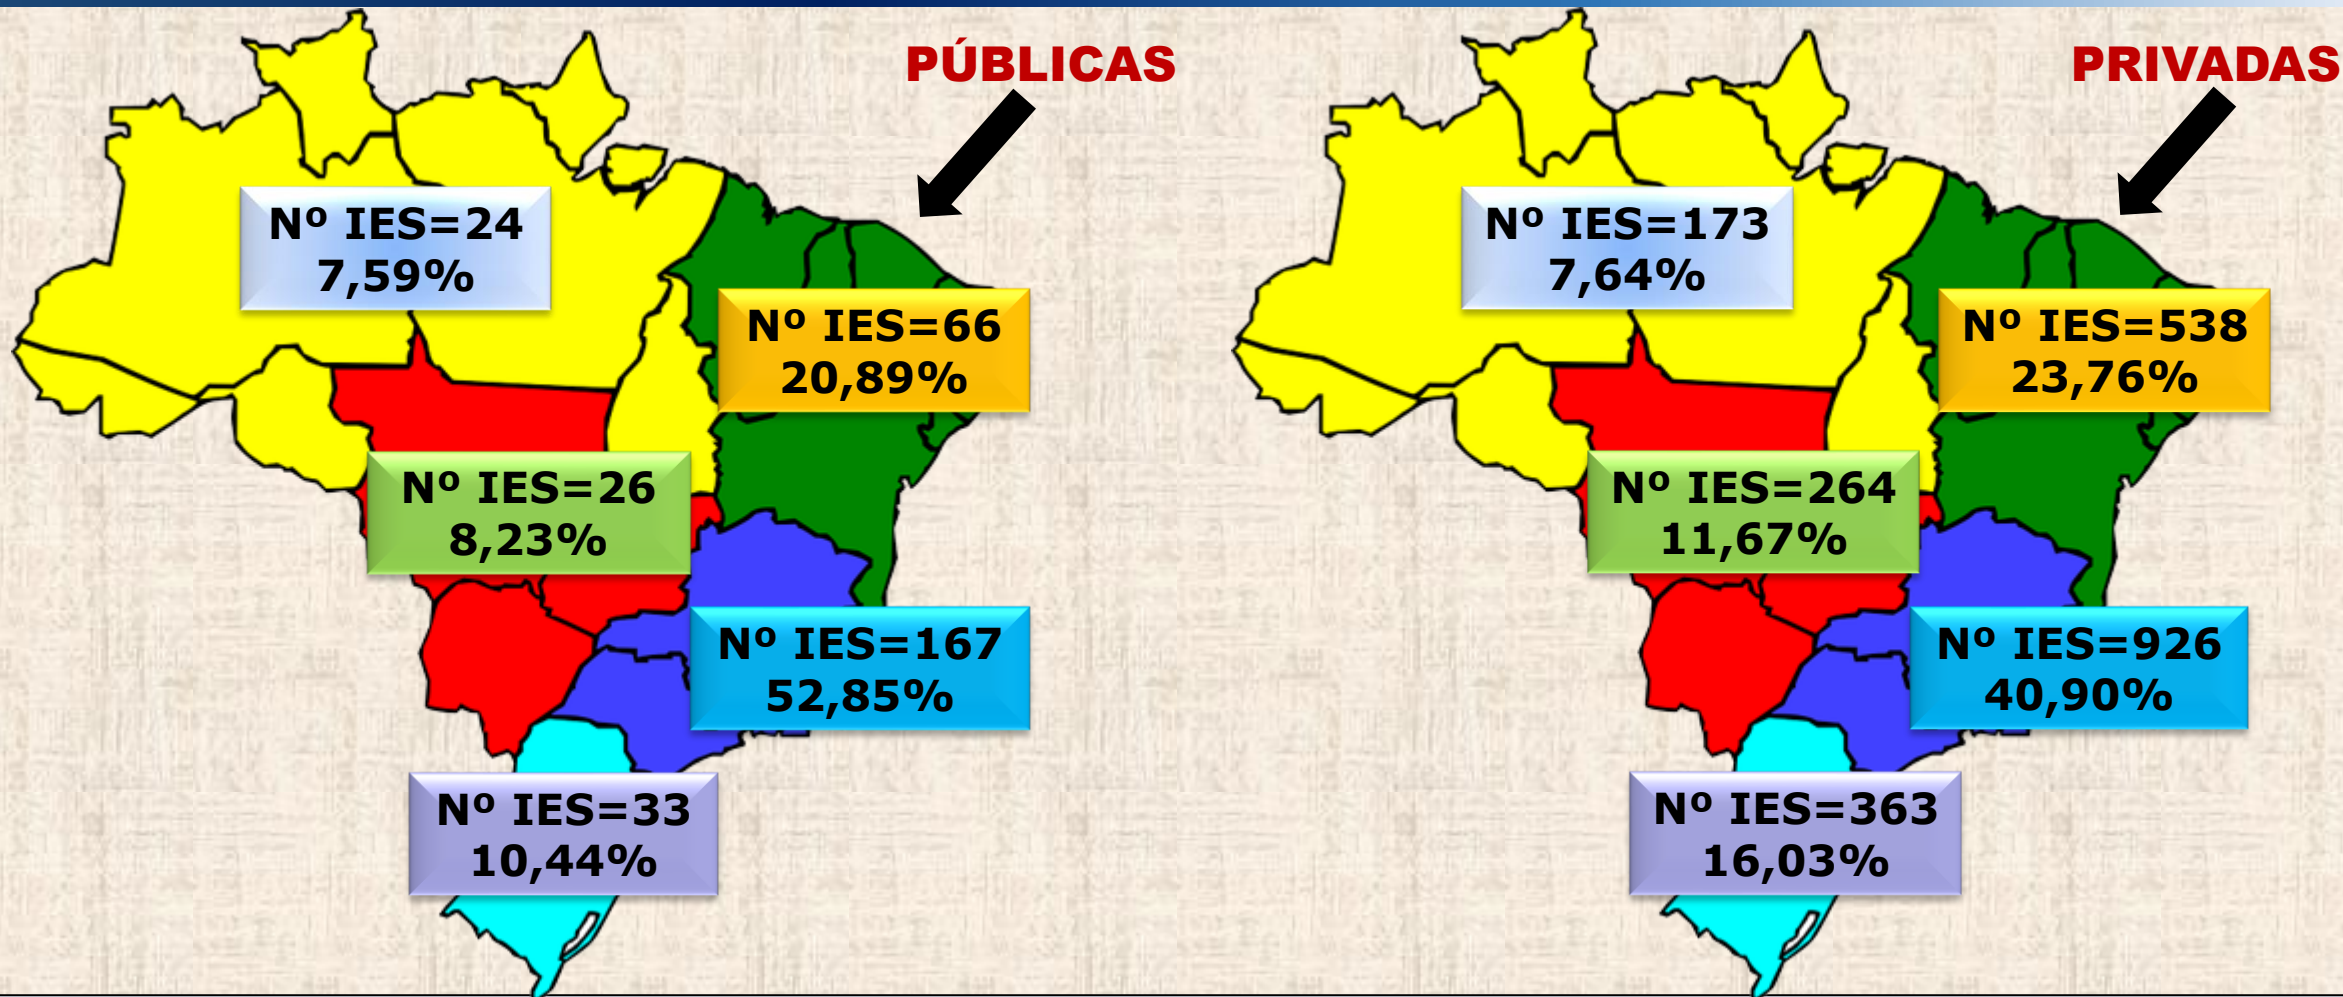 PÚBLICAS
Nº IES=24
7,59%
Nº IES=66
20,89%
Nº IES=26
8,23%
Nº IES=167
52,85%
Nº IES=33
10,44%
PRIVADAS
Nº IES=173
7,64%
Nº IES=538
23,76%
Nº IES=264
11,67%
Nº IES=926
40,90%
Nº IES=363
16,03%